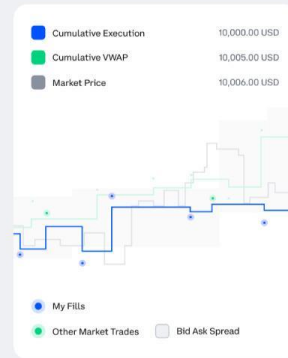 Cumulative Execution 10,000.00 USD
Cumulative VWAP 10,005.00 USD
Market Price 10,006.00 USD
My Fills
Other Market Trades Bid Ask Spread